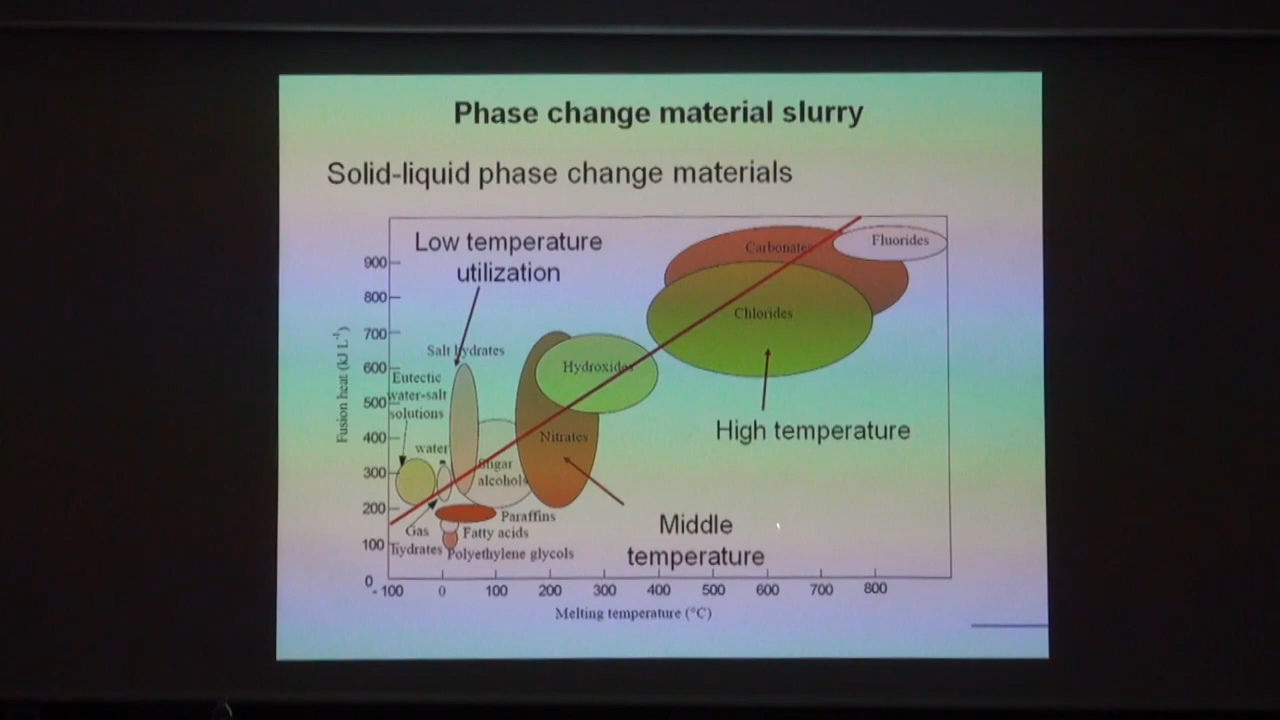 Phase change material slurry
Solid-liquid phase change materials
Low temperature
utilization
Carbonates
Fluorides
Chlorides
Salt hydrates
Hydroxides
Eutectic
water-salt
solutions
water
Sugar
alcohols
Nitrates
High temperature
Middle
temperature
Paraffins
Gas
hydrates
Fatty acids
Polyethylene glycols
Fusion heat (kJ L⁻¹)
900
800
700
600
500
400
300
200
100
0
- 100 0 100 200 300 400 500 600 700 800
Melting temperature (°C)